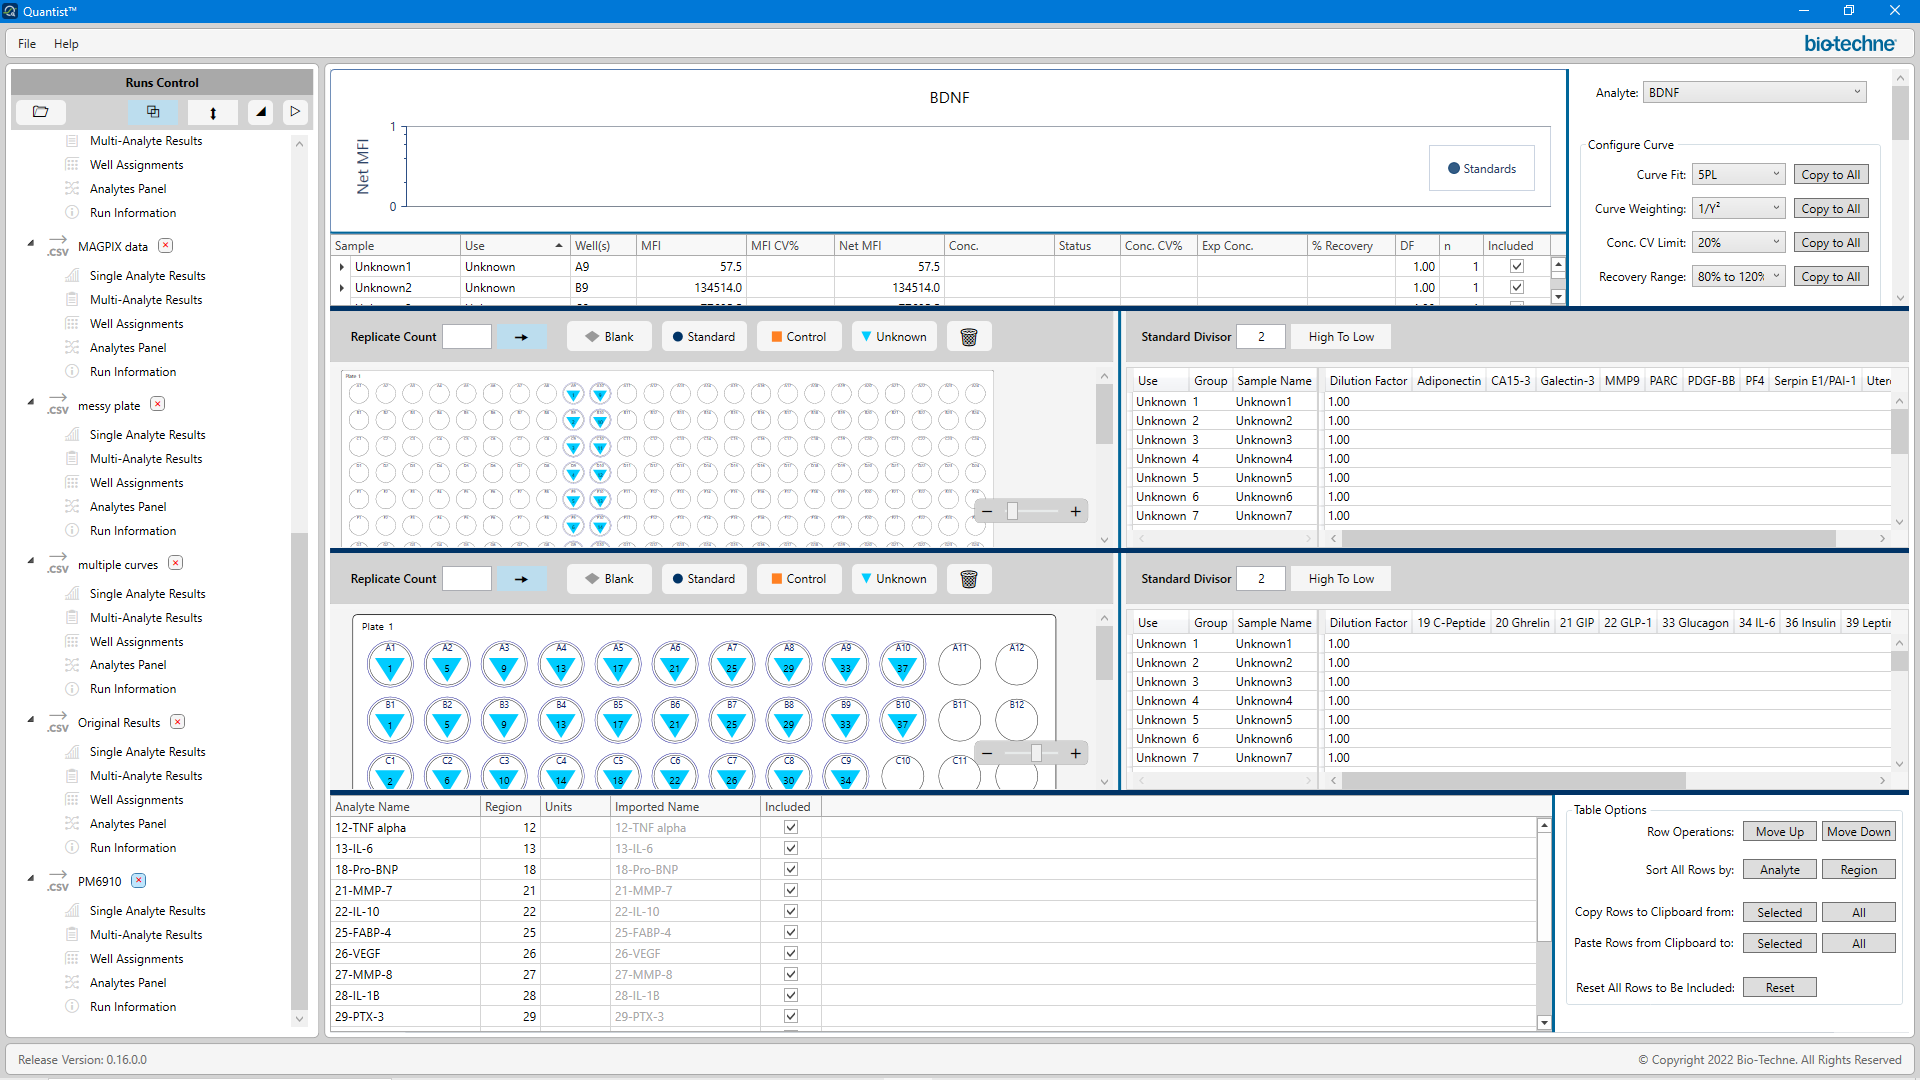 Quantist™
File Help
bio-techne
Runs Control
Multi-Analyte Results
Well Assignments
Analytes Panel
Run Information
.CSV MAGPIX data
Single Analyte Results
Multi-Analyte Results
Well Assignments
Analytes Panel
Run Information
.CSV messy plate
Single Analyte Results
Multi-Analyte Results
Well Assignments
Analytes Panel
Run Information
.CSV multiple curves
Single Analyte Results
Multi-Analyte Results
Well Assignments
Analytes Panel
Run Information
.CSV Original Results
Single Analyte Results
Multi-Analyte Results
Well Assignments
Analytes Panel
Run Information
.CSV PM6910
Single Analyte Results
Multi-Analyte Results
Well Assignments
Analytes Panel
Run Information
BDNF
Net MFI
1
0
Standards
Sample Use Well(s) MFI MFI CV% Net MFI Conc. Status Conc. CV% Exp Conc. % Recovery DF n Included
Unknown1 Unknown A9 57.5 57.5 1.00 1
Unknown2 Unknown B9 134514.0 134514.0 1.00 1
Analyte: BDNF
Configure Curve
Curve Fit: 5PL Copy to All
Curve Weighting: 1/Y² Copy to All
Conc. CV Limit: 20% Copy to All
Recovery Range: 80% to 120% Copy to All
Replicate Count Blank Standard Control Unknown
Plate 1
Standard Divisor 2 High To Low
Use Group Sample Name Dilution Factor Adiponectin CA15-3 Galectin-3 MMP9 PARC PDGF-BB PF4 Serpin E1/PAI-1 Uter
Unknown 1 Unknown1 1.00
Unknown 2 Unknown2 1.00
Unknown 3 Unknown3 1.00
Unknown 4 Unknown4 1.00
Unknown 5 Unknown5 1.00
Unknown 6 Unknown6 1.00
Unknown 7 Unknown7 1.00
Replicate Count Blank Standard Control Unknown
Plate 1
A1 A2 A3 A4 A5 A6 A7 A8 A9 A10 A11 A12
1 5 9 13 17 21 25 29 33 37
B1 B2 B3 B4 B5 B6 B7 B8 B9 B10 B11 B12
1 5 9 13 17 21 25 29 33 37
C1 C2 C3 C4 C5 C6 C7 C8 C9 C10 C11
2 6 10 14 18 22 26 30 34
Standard Divisor 2 High To Low
Use Group Sample Name Dilution Factor 19 C-Peptide 20 Ghrelin 21 GIP 22 GLP-1 33 Glucagon 34 IL-6 36 Insulin 39 Leptin
Unknown 1 Unknown1 1.00
Unknown 2 Unknown2 1.00
Unknown 3 Unknown3 1.00
Unknown 4 Unknown4 1.00
Unknown 5 Unknown5 1.00
Unknown 6 Unknown6 1.00
Unknown 7 Unknown7 1.00
Analyte Name Region Units Imported Name Included
12-TNF alpha 12 12-TNF alpha
13-IL-6 13 13-IL-6
18-Pro-BNP 18 18-Pro-BNP
21-MMP-7 21 21-MMP-7
22-IL-10 22 22-IL-10
25-FABP-4 25 25-FABP-4
26-VEGF 26 26-VEGF
27-MMP-8 27 27-MMP-8
28-IL-1B 28 28-IL-1B
29-PTX-3 29 29-PTX-3
Table Options
Row Operations: Move Up Move Down
Sort All Rows by: Analyte Region
Copy Rows to Clipboard from: Selected All
Paste Rows from Clipboard to: Selected All
Reset All Rows to Be Included: Reset
Release Version: 0.16.0.0
© Copyright 2022 Bio-Techne. All Rights Reserved